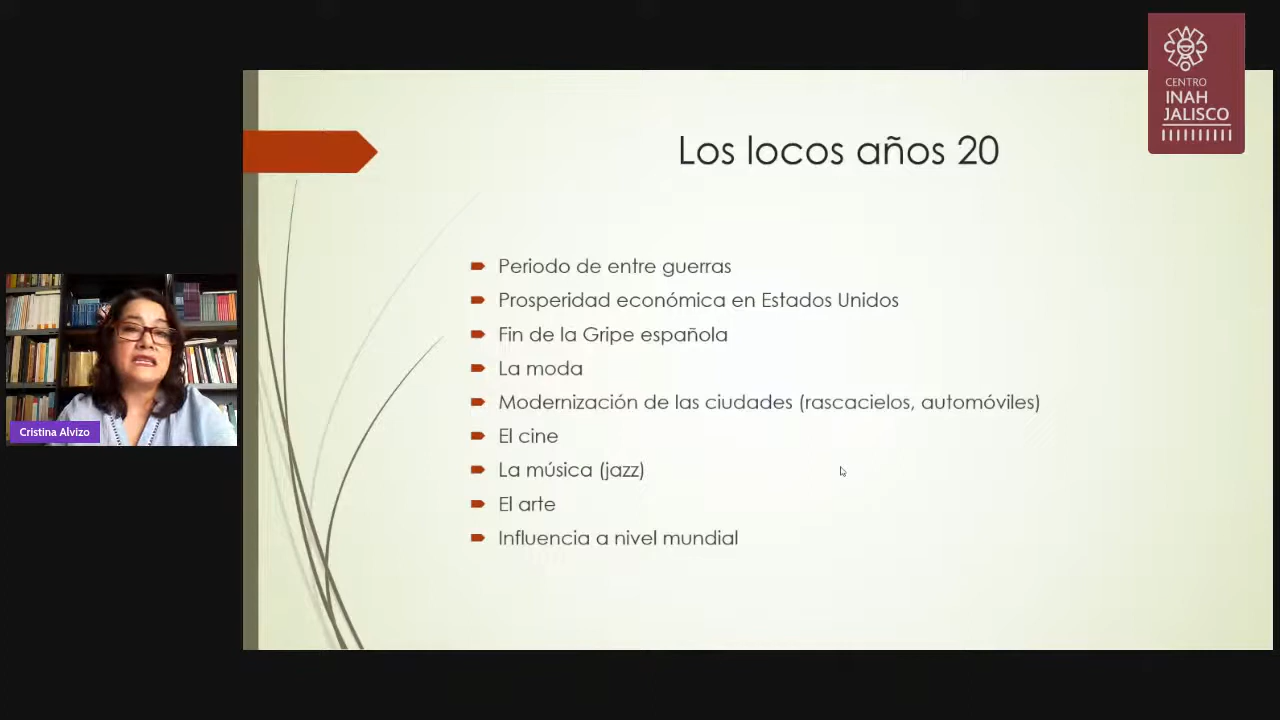 CENTRO
INAH
JALISCO
Los locos años 20
Periodo de entre guerras
Prosperidad económica en Estados Unidos
Fin de la Gripe española
La moda
Modernización de las ciudades (rascacielos, automóviles)
El cine
La música (jazz)
El arte
Influencia a nivel mundial
Cristina Alvizo